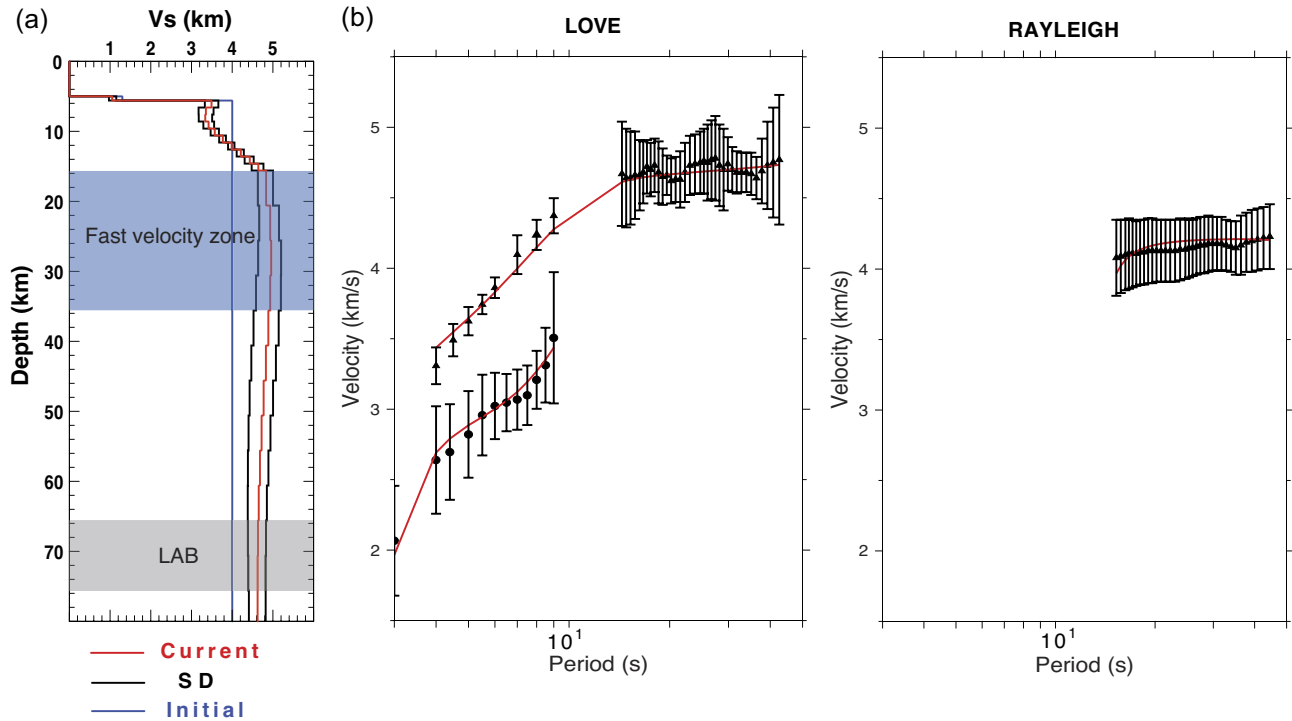 (a)
Vs (km)
1 2 3 4 5
0
10
20
30
40
50
60
70
Depth (km)
Fast velocity zone
LAB
Current
SD
Initial
(b)
LOVE
5
4
3
2
Velocity (km/s)
10¹
Period (s)
RAYLEIGH
5
4
3
2
Velocity (km/s)
10¹
Period (s)